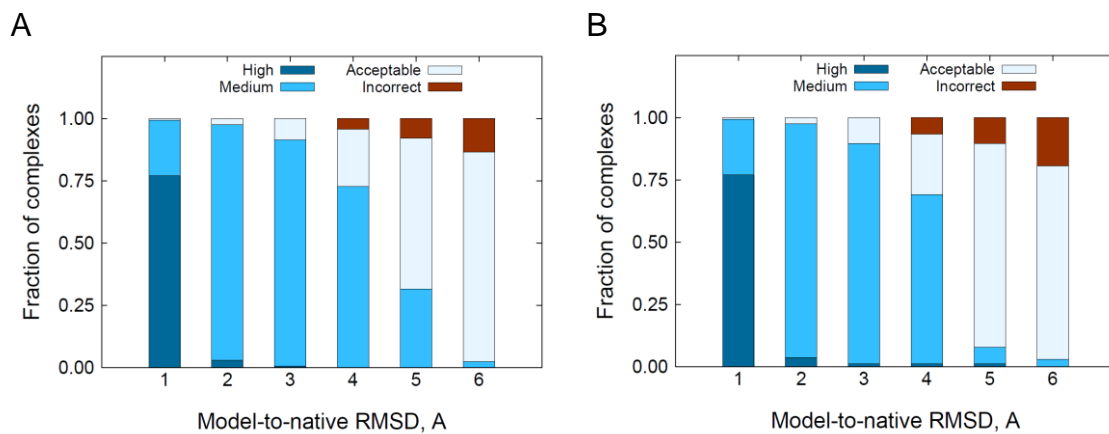 A
High Acceptable
Medium Incorrect
Fraction of complexes
1.00
0.75
0.50
0.25
0.00
1 2 3 4 5 6
Model-to-native RMSD, A
B
High Acceptable
Medium Incorrect
Fraction of complexes
1.00
0.75
0.50
0.25
0.00
1 2 3 4 5 6
Model-to-native RMSD, A